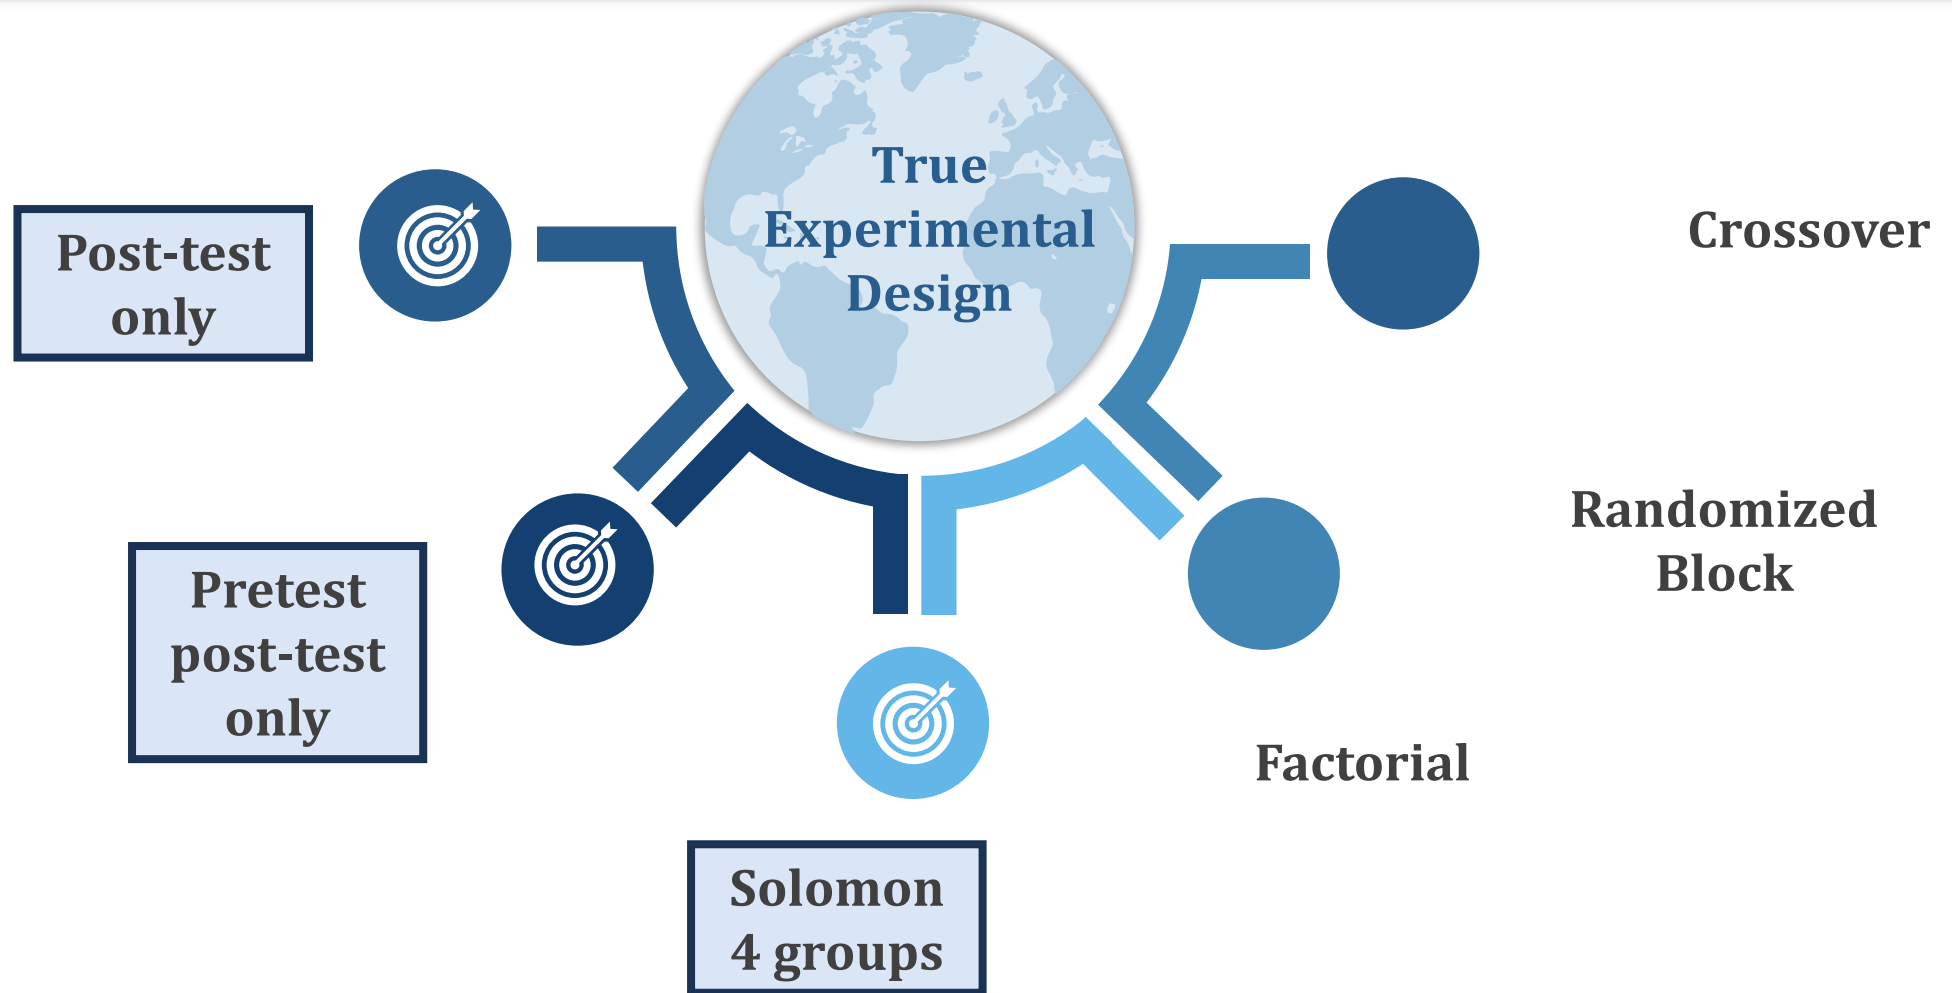 True
Experimental
Design
Post-test
only
Pretest
post-test
only
Solomon
4 groups
Factorial
Randomized
Block
Crossover